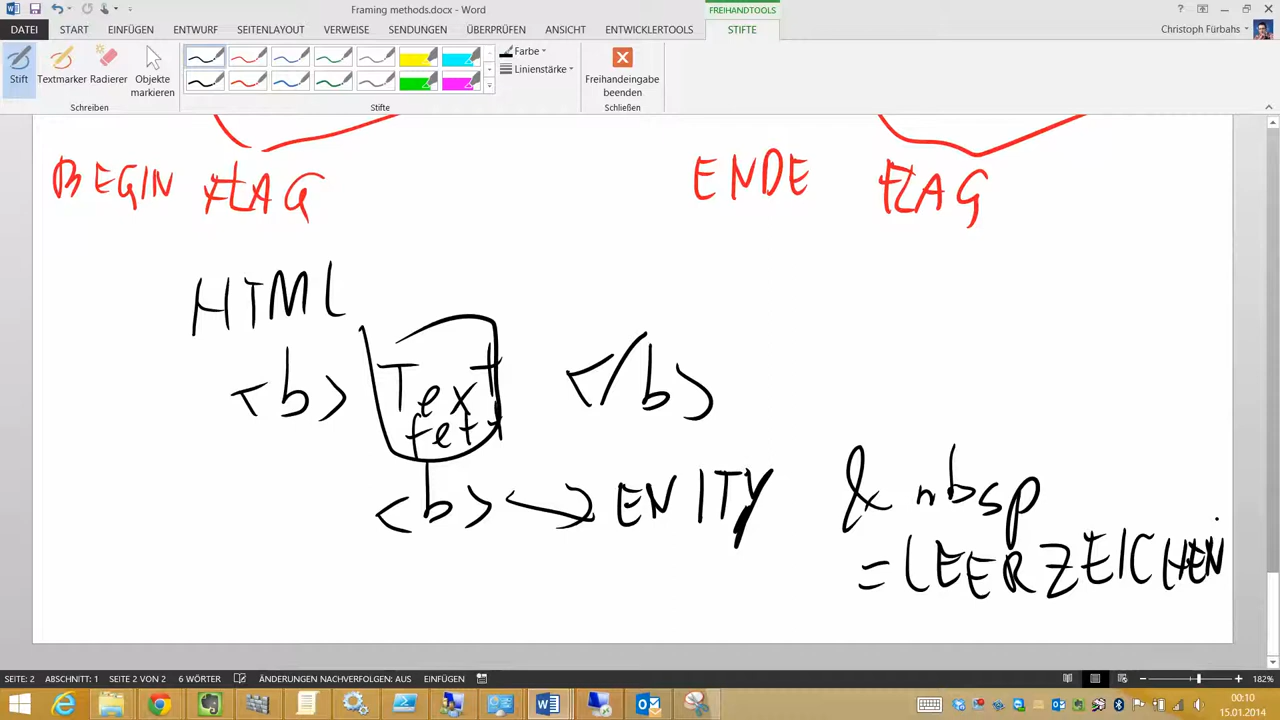 Framing methods.docx - Word
FREIHANDTOOLS
DATEI START EINFÜGEN ENTWURF SEITENLAYOUT VERWEISE SENDUNGEN ÜBERPRÜFEN ANSICHT ENTWICKLERTOOLS STIFTE
Christoph Fürbahs
Stift Textmarker Radierer Objekte markieren
Farbe
Linienstärke
Freihandeingabe beenden
Schreiben Stifte Schließen
BEGIN FLAG ENDE FLAG
HTML
<b> Text </b>
fett
<b> ENITY & nbsp
= LEERZEICHEN
SEITE: 2 ABSCHNITT: 1 SEITE 2 VON 2 6 WÖRTER ÄNDERUNGEN NACHVERFOLGEN: AUS EINFÜGEN 182%
00:10
15.01.2014